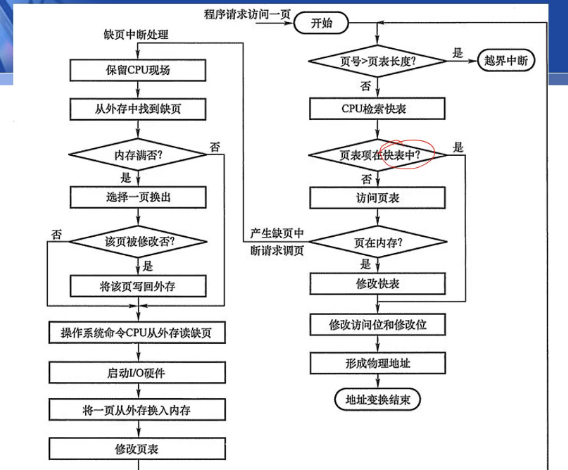 程序请求访问一页
开始
缺页中断处理
保留CPU现场
从外存中找到缺页
内存满否?
否
是
选择一页换出
否
该页被修改否?
是
将该页写回外存
操作系统命令CPU从外存读缺页
启动I/O硬件
将一页从外存换入内存
修改页表
页号>页表长度?
是
越界中断
否
CPU检索快表
页表项在快表中?
是
否
访问页表
产生缺页中
断请求调页
否
页在内存?
是
修改快表
修改访问位和修改位
形成物理地址
地址变换结束